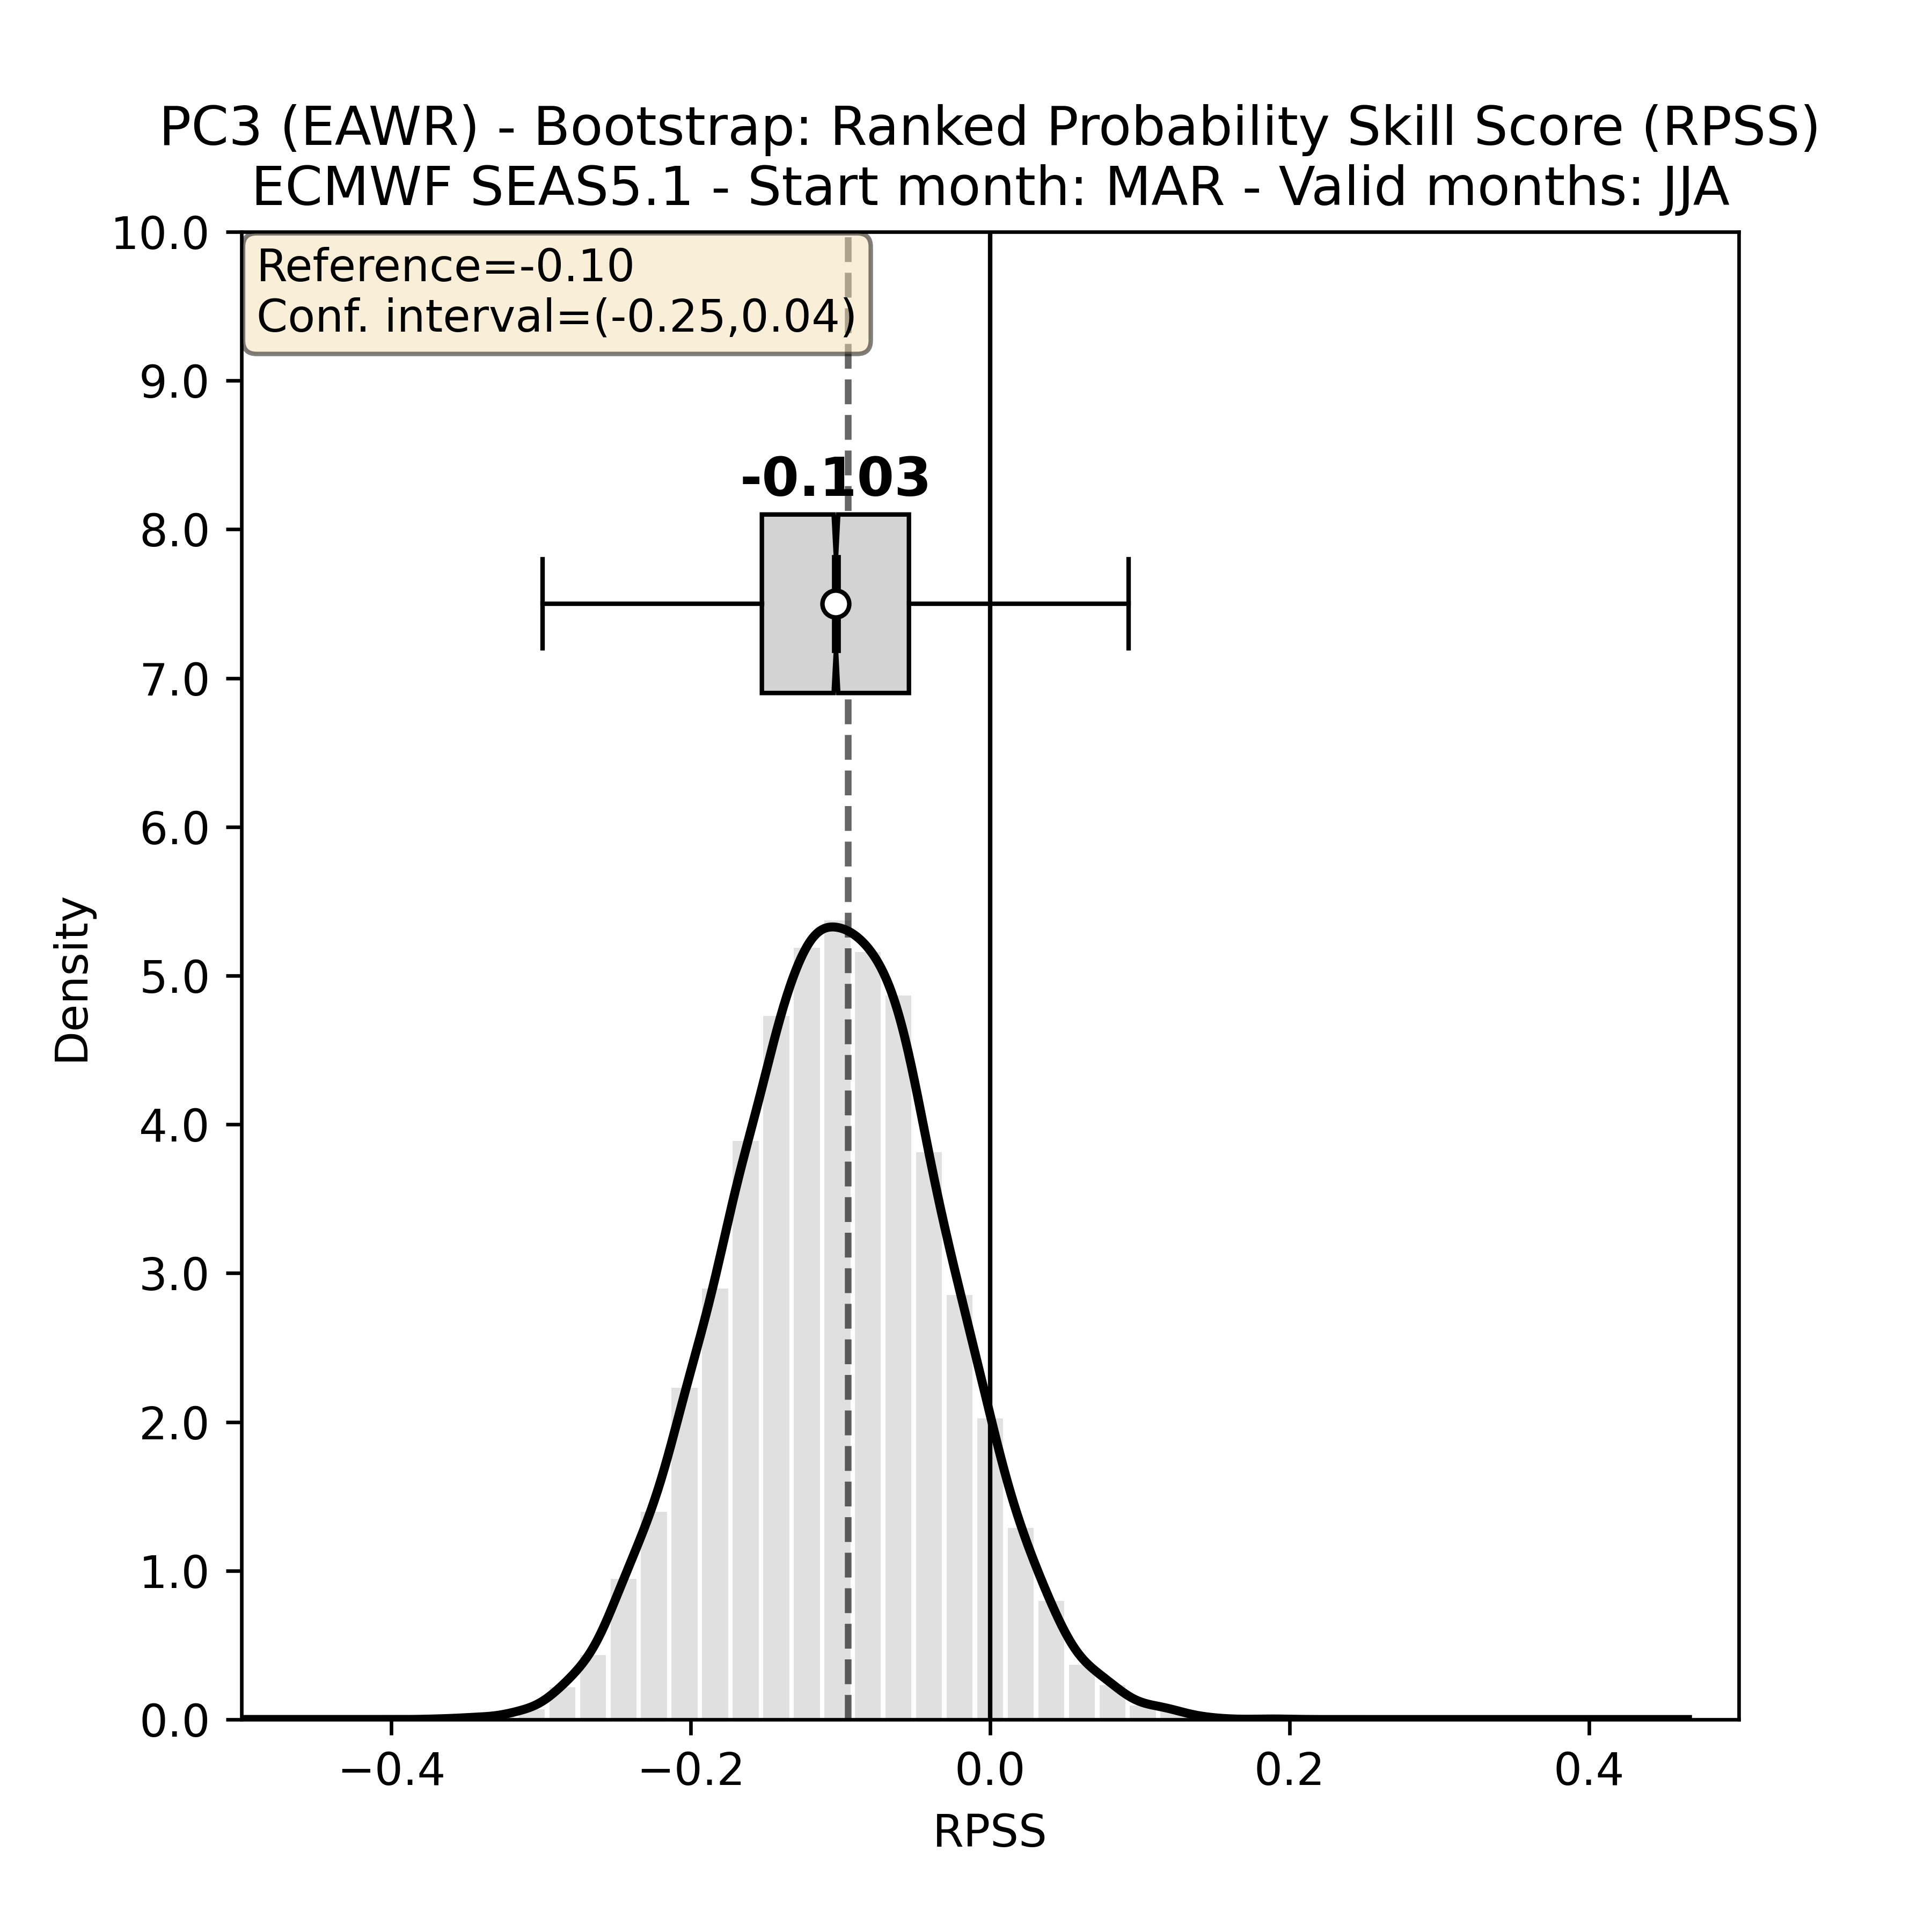 PC3 (EAWR) - Bootstrap: Ranked Probability Skill Score (RPSS)
ECMWF SEAS5.1 - Start month: MAR - Valid months: JJA
Reference=-0.10
Conf. interval=(-0.25,0.04)
-0.103
10.0
9.0
8.0
7.0
6.0
5.0
4.0
3.0
2.0
1.0
0.0
Density
−0.4
−0.2
0.0
0.2
0.4
RPSS